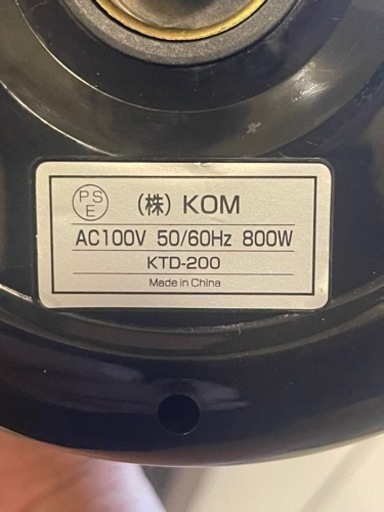 PS
E
(株) KOM
AC100V 50/60Hz 800W
KTD-200
Made in China